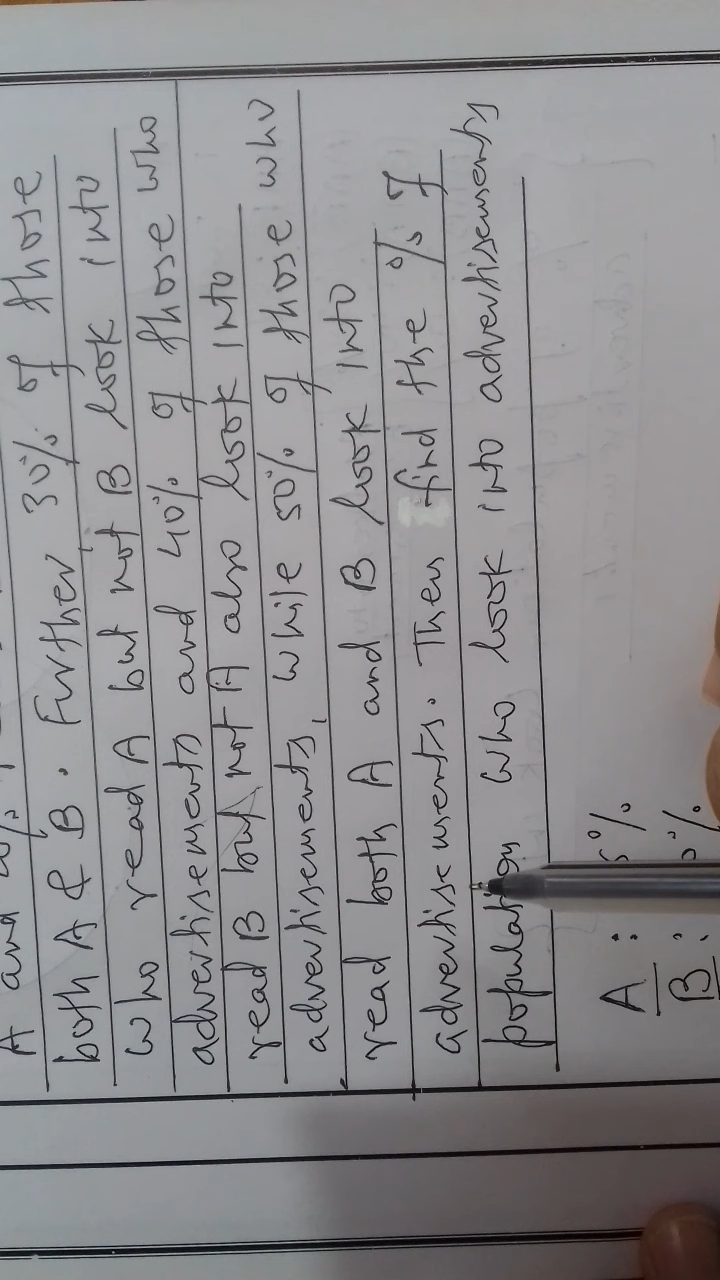 A and
both A & B. Further, 30% of those
who read A but not B look into
advertisements and 40% of those who
read B but not A also look into
advertisements, while 50% of those who
read both A and B look into
advertisements. Then find the % of
population who look into advertisements
A : 5%
B :